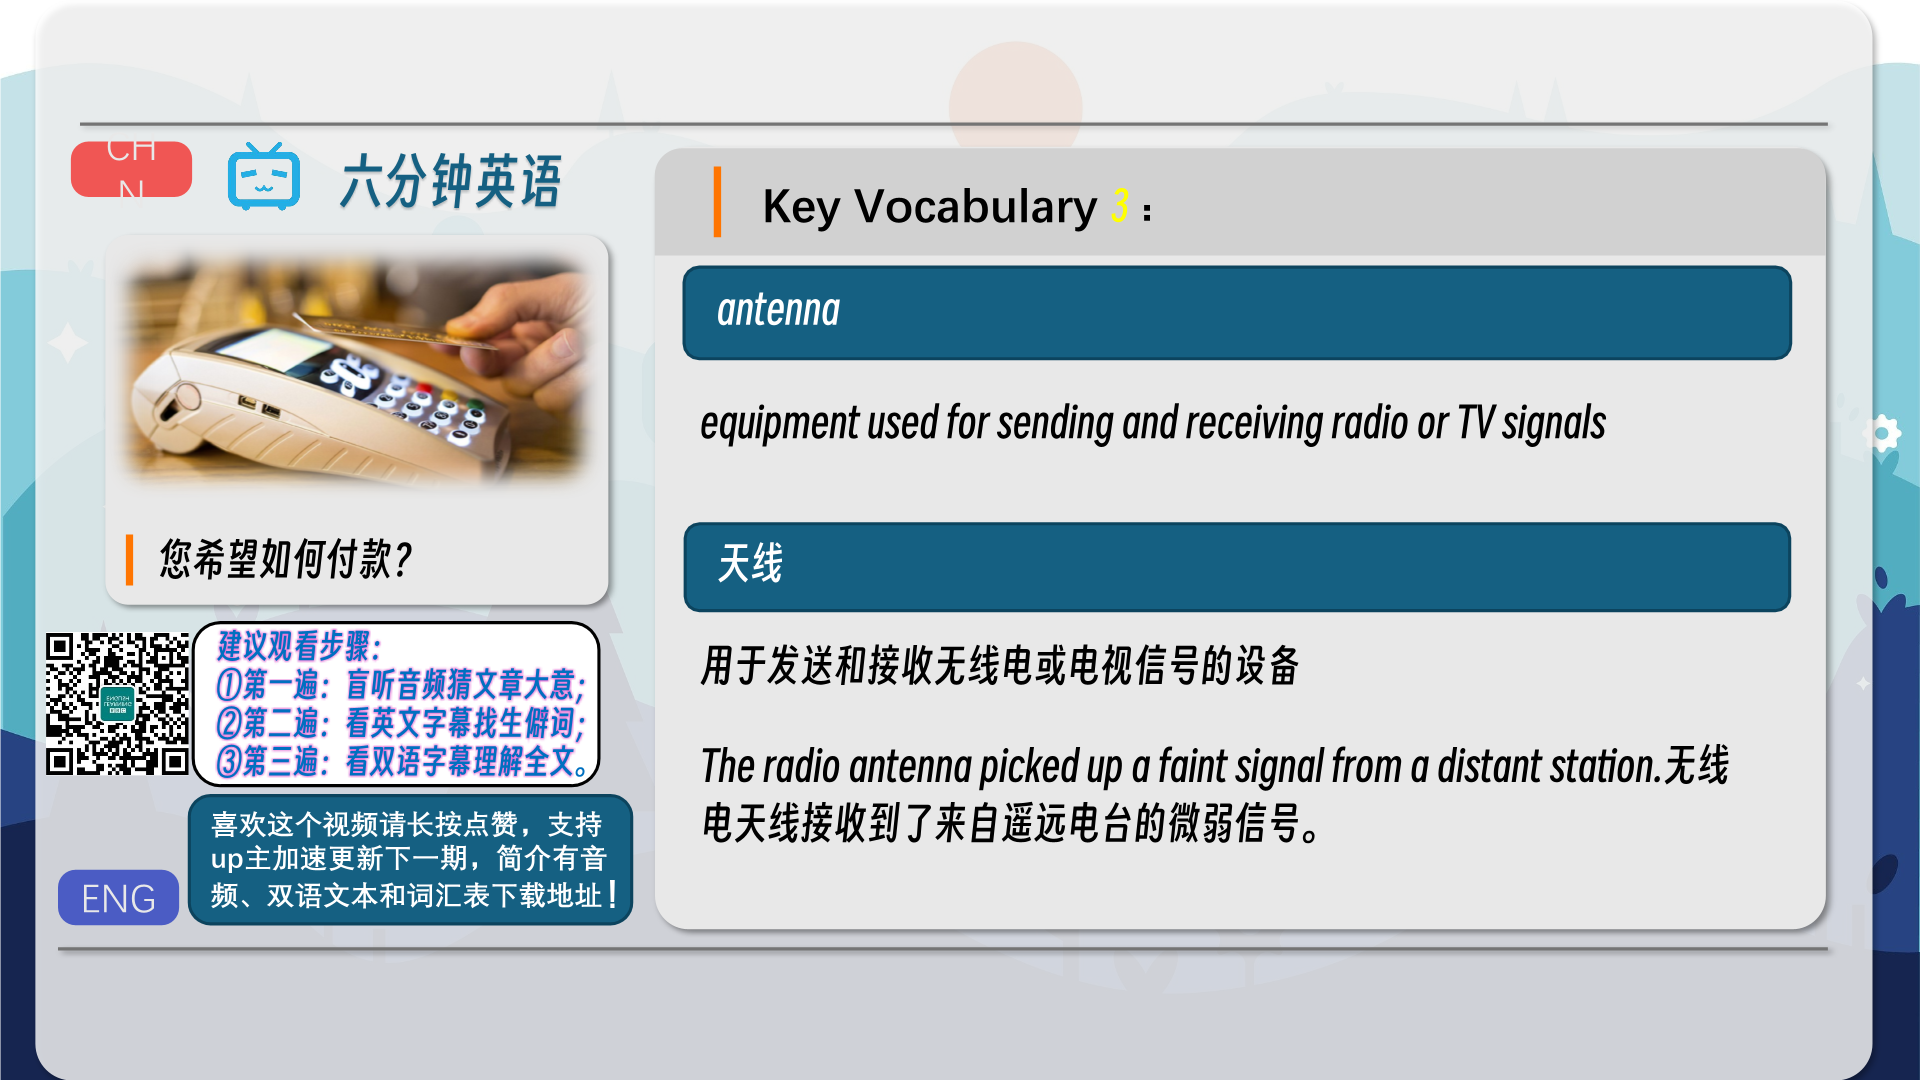 CH
N
六分钟英语
您希望如何付款?
建议观看步骤:
①第一遍: 盲听音频猜文章大意;
②第二遍: 看英文字幕找生僻词;
③第三遍: 看双语字幕理解全文。
喜欢这个视频请长按点赞，支持
up主加速更新下一期，简介有音
频、双语文本和词汇表下载地址!
ENG
Key Vocabulary 3 :
antenna
equipment used for sending and receiving radio or TV signals
天线
用于发送和接收无线电或电视信号的设备
The radio antenna picked up a faint signal from a distant station.无线
电天线接收到了来自遥远电台的微弱信号。